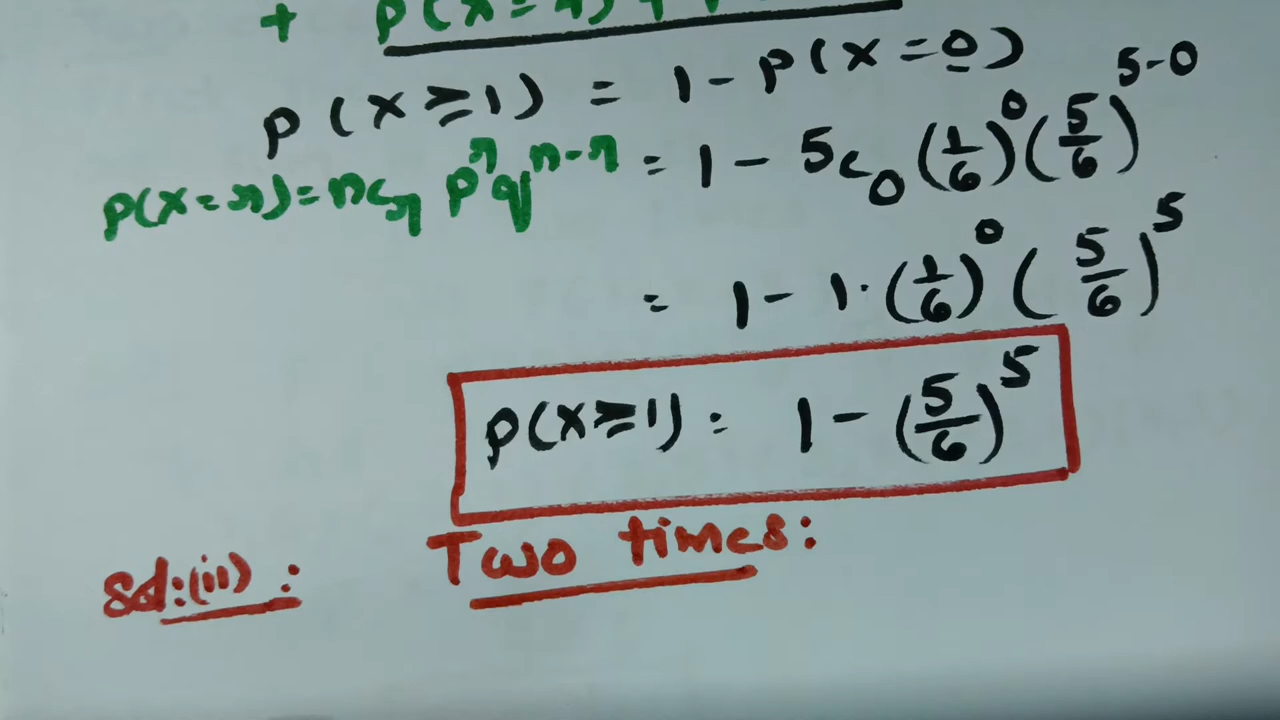 + P(X=
P(X≥1) = 1 - P(X=0)
P(X=r)=nCr p^r q^n-r = 1 - 5C0 (1/6)^0 (5/6)^5-0
= 1 - 1·(1/6)^0 (5/6)^5
P(X≥1) = 1 - (5/6)^5
Sol:(ii) : Two times: